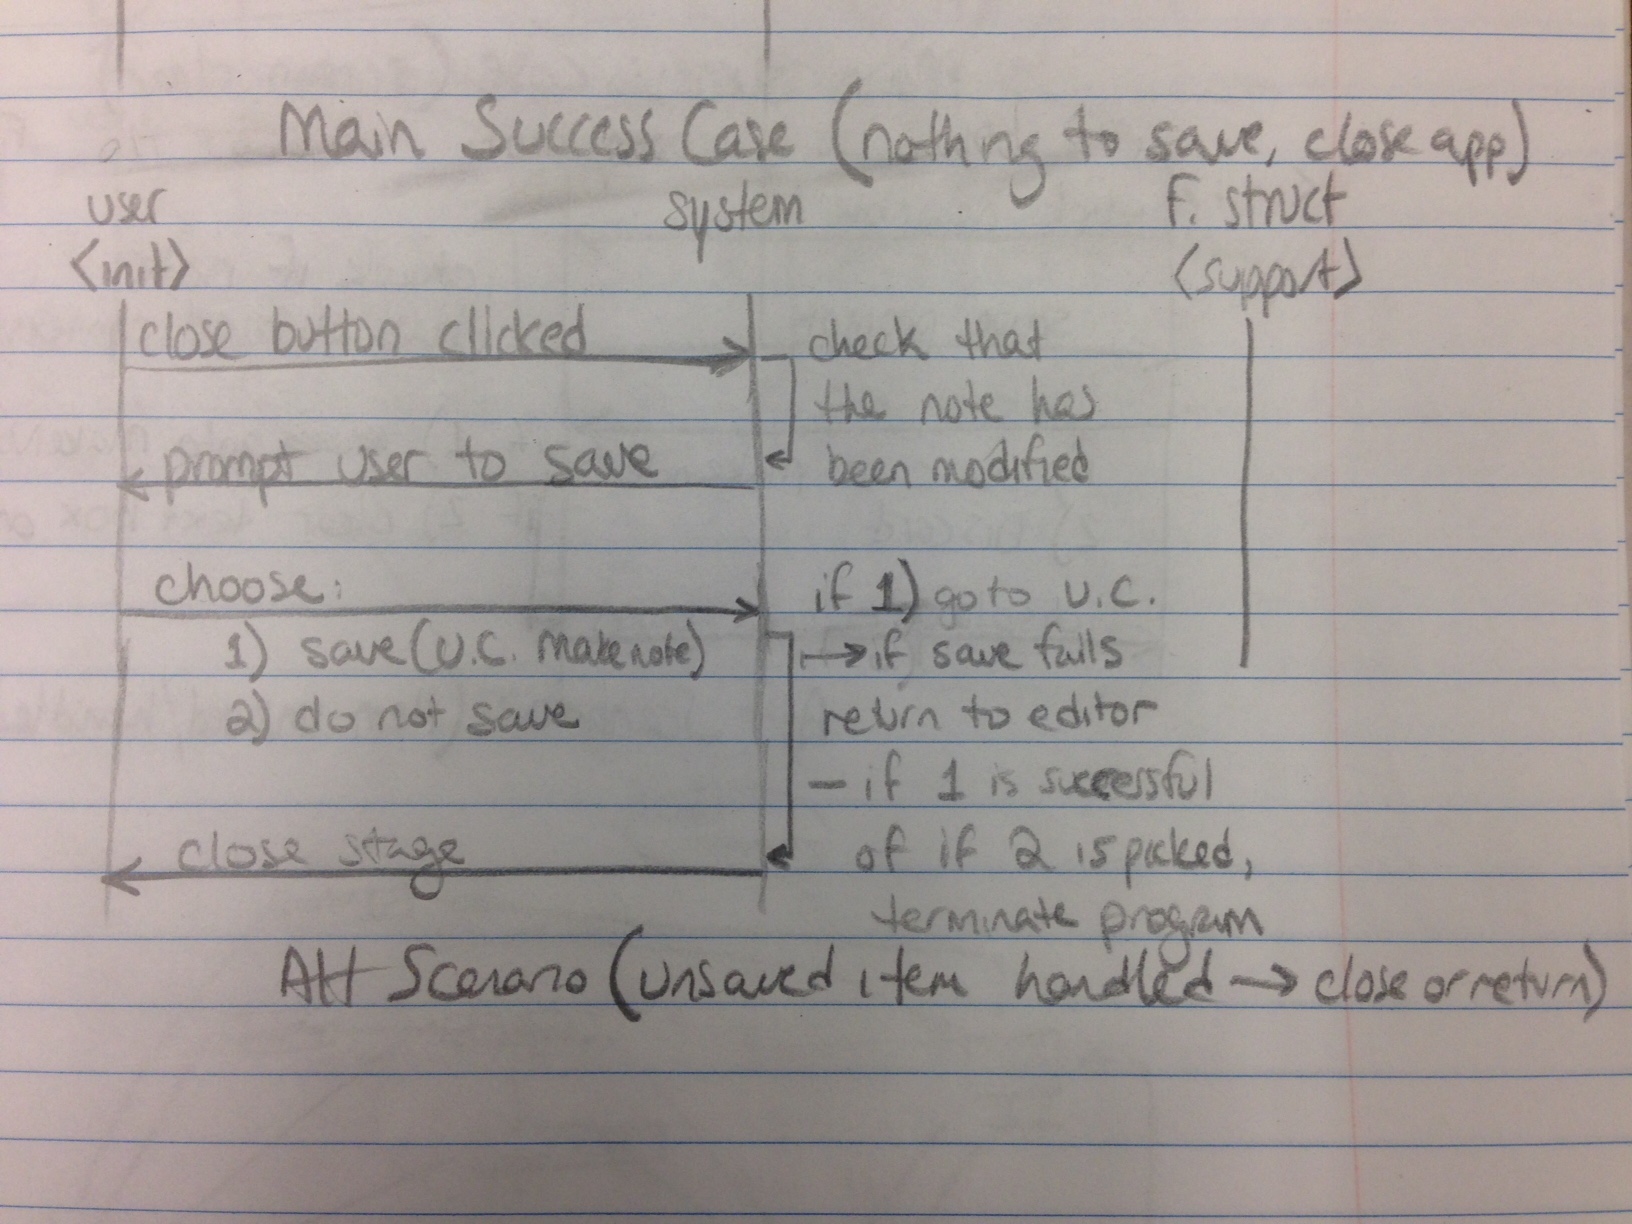 Main Success Case (nothing to save, close app)
user system F. struct
<init> <support>
close button clicked check that
the note has
prompt user to save been modified
choose: if 1) go to U.C.
1) save (U.C. Make note) → if save fails
2) do not save return to editor
— if 1 is successful
close stage of if 2 is picked,
terminate program
Alt Scenario (unsaved item handled → close or return)